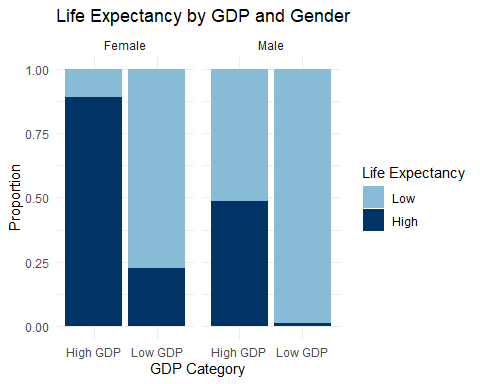 Life Expectancy by GDP and Gender
Female Male
1.00
0.75
0.50
0.25
0.00
Proportion
High GDP Low GDP High GDP Low GDP
GDP Category
Life Expectancy
Low
High